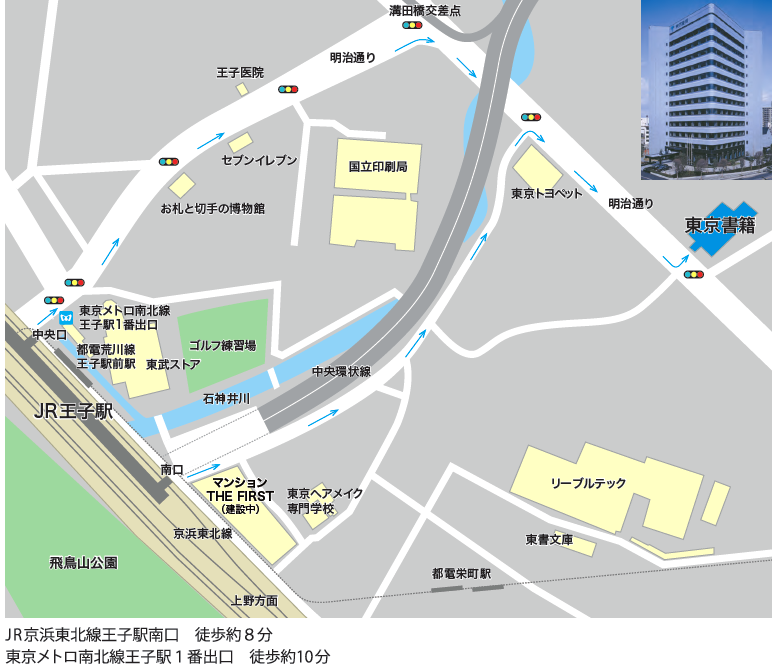 溝田橋交差点
明治通り
王子医院
セブンイレブン
国立印刷局
お札と切手の博物館
東京トヨペット
明治通り
東京書籍
東京メトロ南北線
王子駅1番出口
中央口
都電荒川線
王子駅前駅
東武ストア
ゴルフ練習場
中央環状線
石神井川
JR王子駅
南口
マンション
THE FIRST
(建設中)
東京ヘアメイク
専門学校
リーブルテック
京浜東北線
東書文庫
飛鳥山公園
都電栄町駅
上野方面
JR京浜東北線王子駅南口　徒歩約8分
東京メトロ南北線王子駅1番出口　徒歩約10分